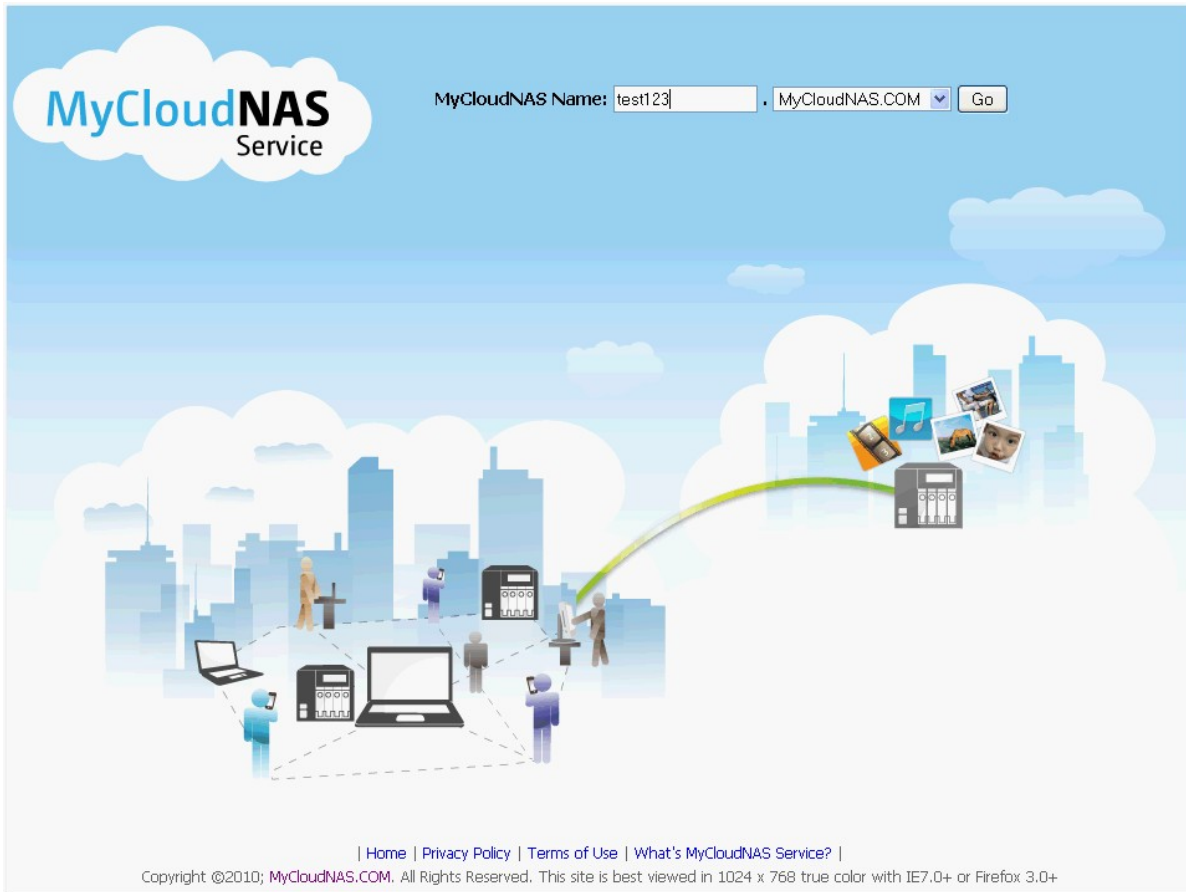 MyCloudNAS
Service
MyCloudNAS Name: test123 . MyCloudNAS.COM Go
| Home | Privacy Policy | Terms of Use | What's MyCloudNAS Service? |
Copyright ©2010; MyCloudNAS.COM. All Rights Reserved. This site is best viewed in 1024 x 768 true color with IE7.0+ or Firefox 3.0+